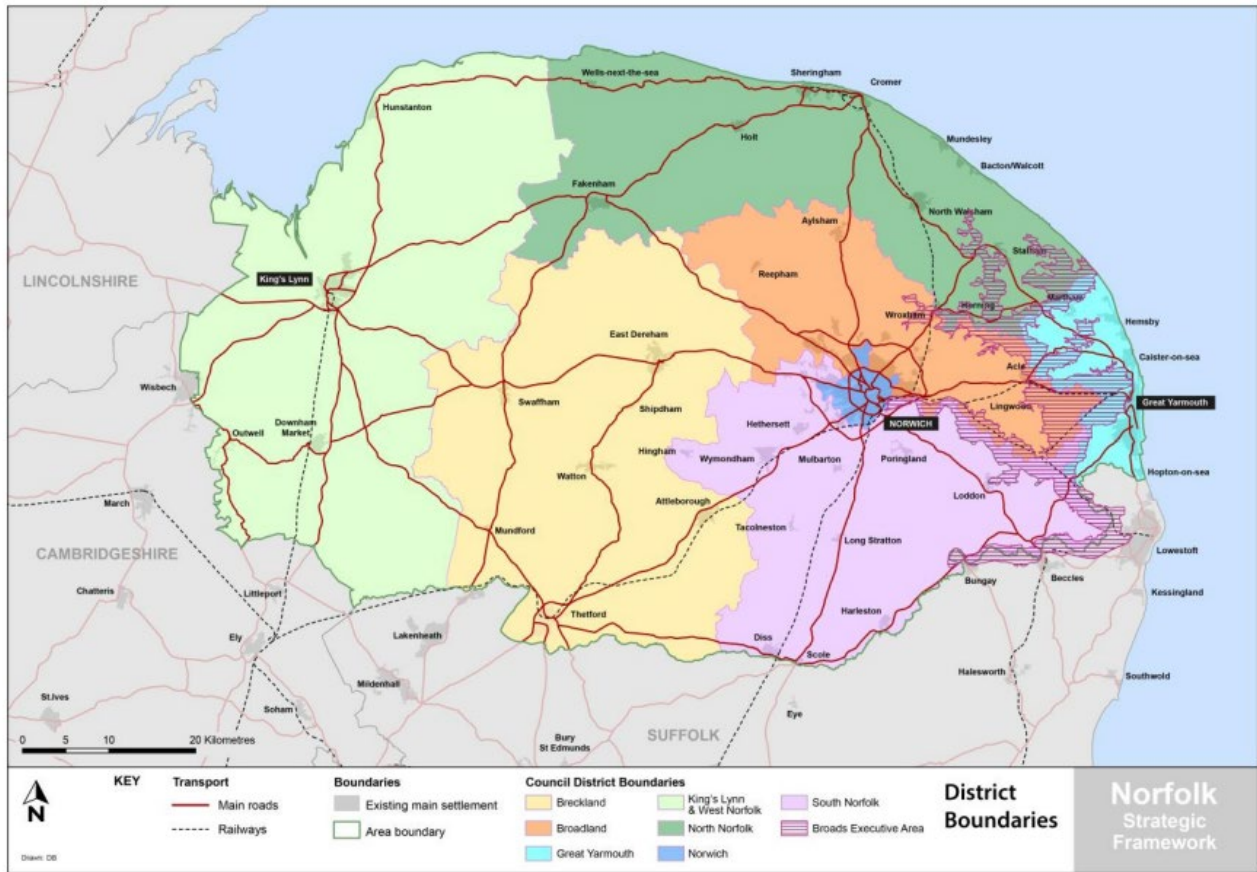 Wells-next-the-sea
Sheringham
Cromer
Hunstanton
Holt
Mundesley
Bacton/Walcott
Fakenham
North Walsham
Aylsham
Stalham
LINCOLNSHIRE
King's Lynn
Reepham
Hoveton
Martham
Wroxham
Hemsby
East Dereham
Caister-on-sea
Acle
Wisbech
Swaffham
Great Yarmouth
Shipdham
Lingwood
Outwell
Downham
Market
Hethersett
NORWICH
Hingham
Wymondham
Mulbarton
Poringland
Watton
Hopton-on-sea
March
Attleborough
Loddon
Mundford
Tacolneston
CAMBRIDGESHIRE
Long Stratton
Lowestoft
Chatteris
Littleport
Bungay
Beccles
Kessingland
Thetford
Harleston
Ely
Lakenheath
Diss
Scole
Mildenhall
Halesworth
Southwold
St.Ives
Soham
Eye
SUFFOLK
Bury
St Edmunds
0 5 10 20 Kilometres
KEY
Transport
Main roads
Railways
Boundaries
Existing main settlement
Area boundary
Council District Boundaries
Breckland
Broadland
Great Yarmouth
King's Lynn
& West Norfolk
North Norfolk
Norwich
South Norfolk
Broads Executive Area
District
Boundaries
Norfolk
Strategic
Framework
N
Drawn: DB